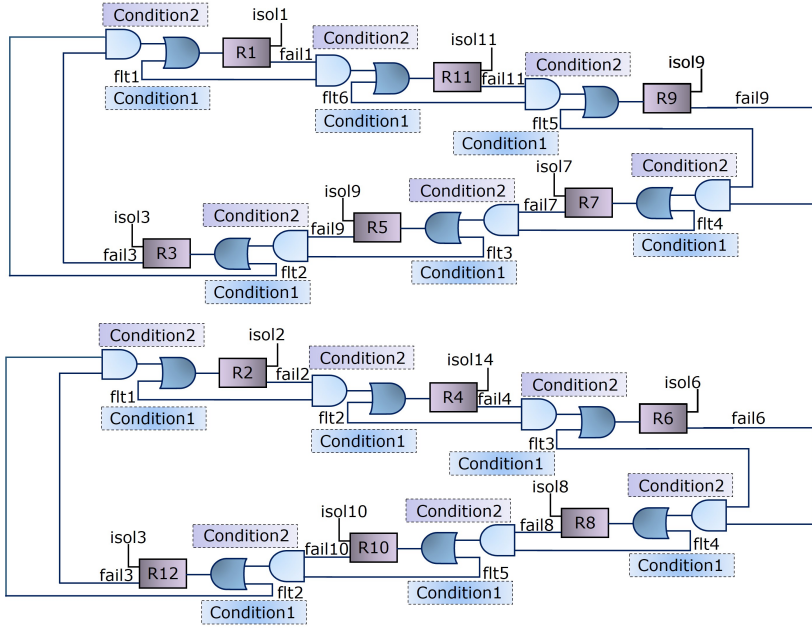 Condition2
isol1
R1
fail1
flt1
Condition1
Condition2
isol11
R11
fail11
flt6
Condition1
Condition2
isol9
R9
fail9
flt5
Condition1
Condition2
isol7
R7
fail7
flt4
Condition1
Condition2
isol9
R5
fail9
flt3
Condition1
Condition2
isol3
R3
fail3
flt2
Condition1
Condition2
isol2
R2
fail2
flt1
Condition1
Condition2
isol14
R4
fail4
flt2
Condition1
Condition2
isol6
R6
fail6
flt3
Condition1
Condition2
isol8
R8
fail8
flt4
Condition1
Condition2
isol10
R10
fail10
flt5
Condition1
Condition2
isol3
R12
fail3
flt2
Condition1